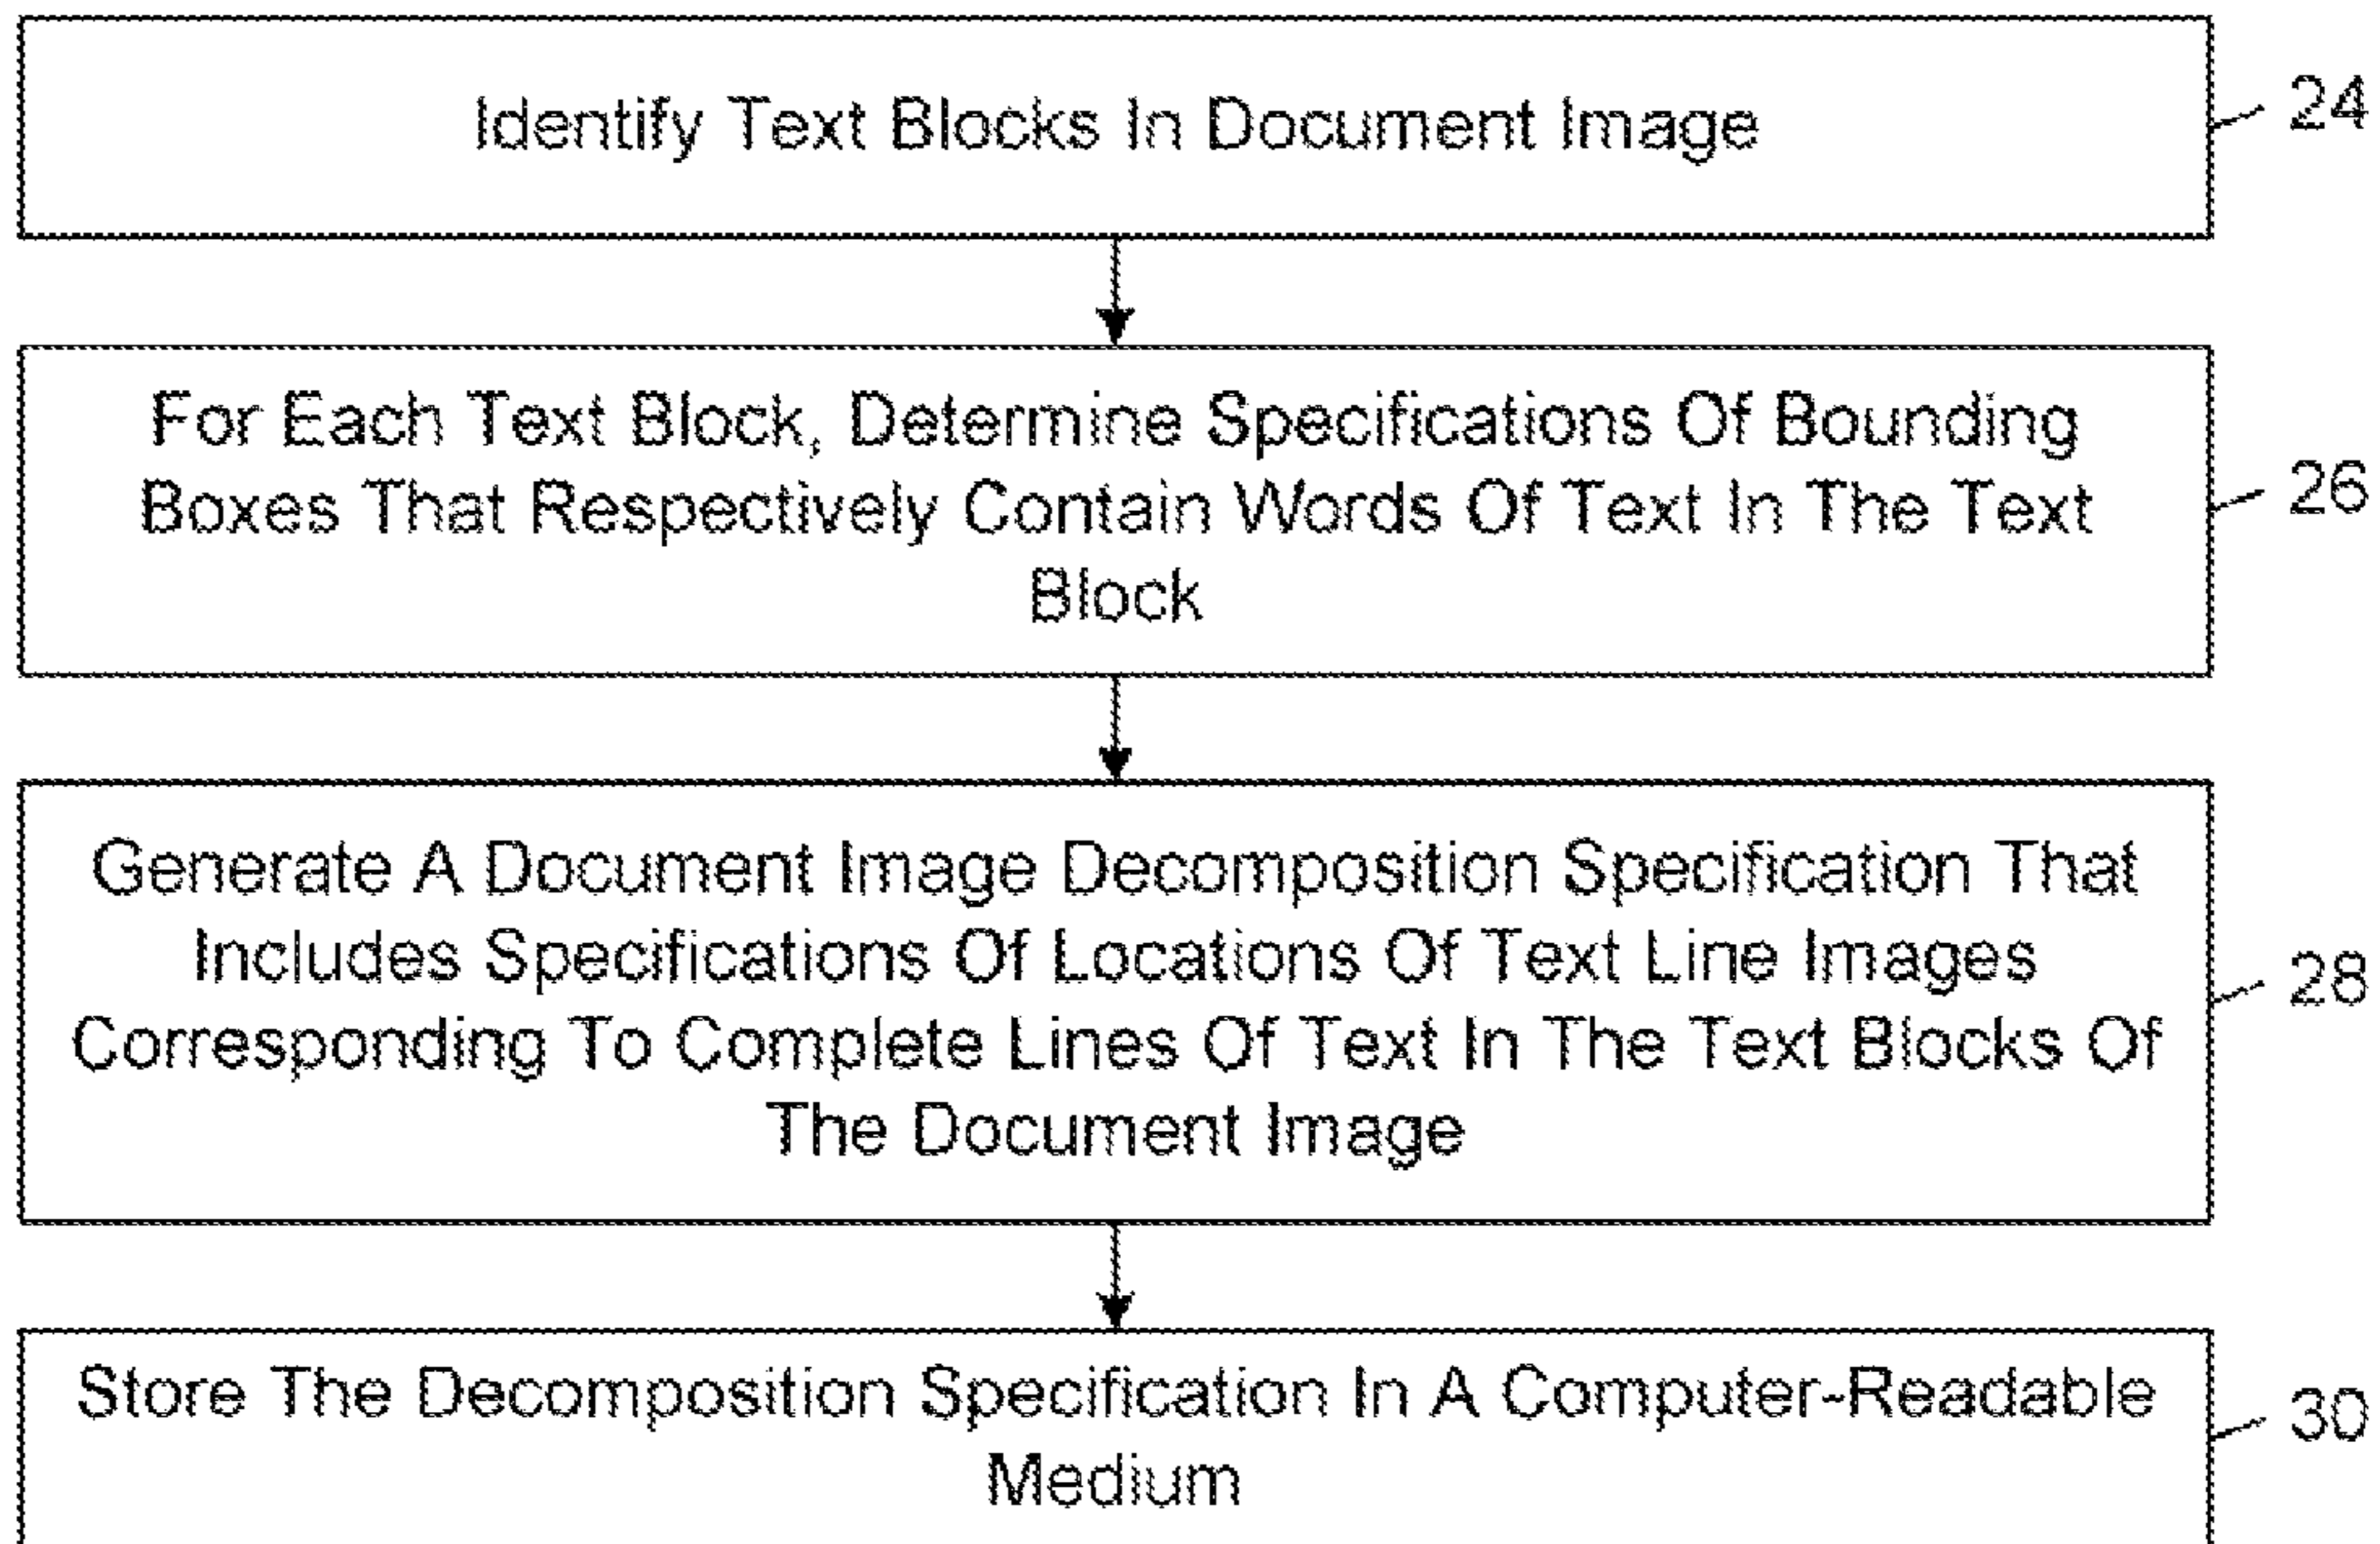 Identify Text Blocks In Document Image
24
For Each Text Block, Determine Specifications Of Bounding
Boxes That Respectively Contain Words Of Text In The Text
Block
26
Generate A Document Image Decomposition Specification That
Includes Specifications Of Locations Of Text Line Images
Corresponding To Complete Lines Of Text In The Text Blocks Of
The Document Image
28
Store The Decomposition Specification In A Computer-Readable
Medium
30